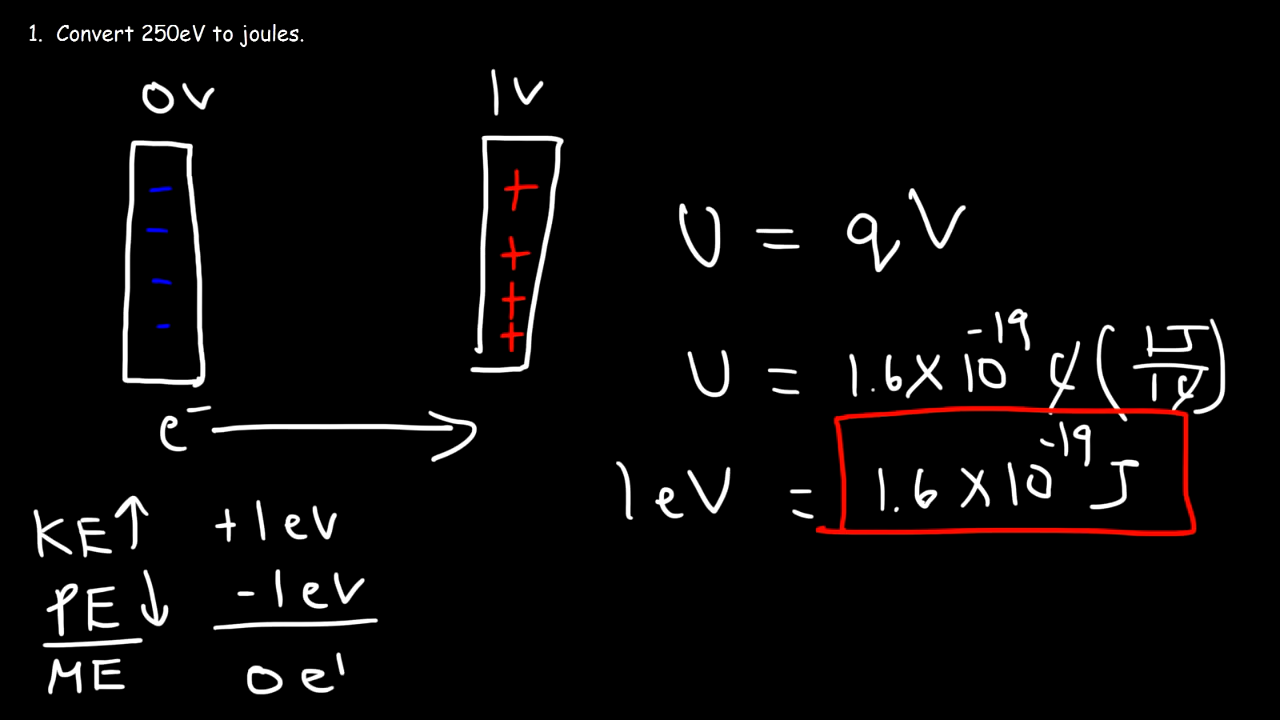 1. Convert 250eV to joules.
0V 1V
- + 
- +
- +
- +
U = qV
U = 1.6 × 10⁻¹⁹ C (1J/1C)
1eV = 1.6 × 10⁻¹⁹ J
e⁻ →
KE ↑ +1eV
PE ↓ -1eV
ME 0e'